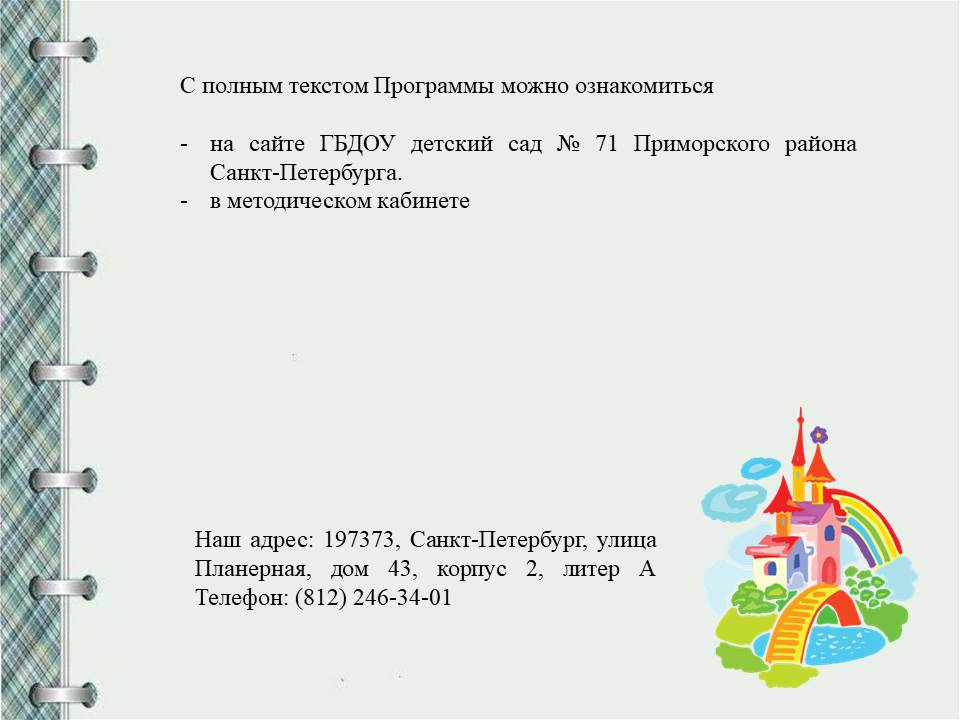 С полным текстом Программы можно ознакомиться
- на сайте ГБДОУ детский сад № 71 Приморского района
Санкт-Петербурга.
- в методическом кабинете
Наш адрес: 197373, Санкт-Петербург, улица
Планерная, дом 43, корпус 2, литер А
Телефон: (812) 246-34-01